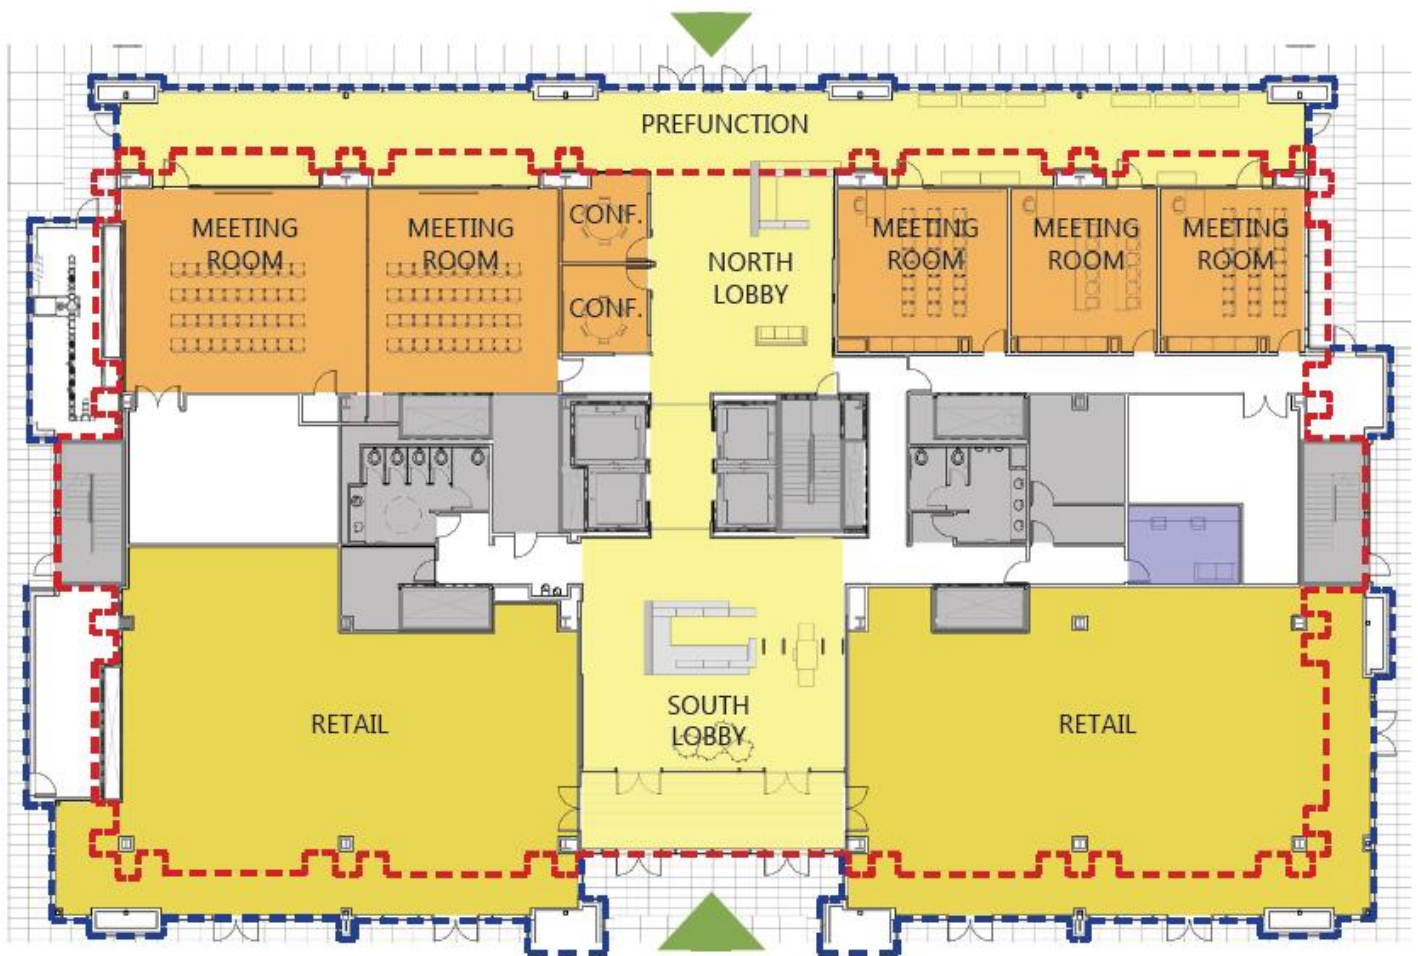 PREFUNCTION
MEETING
ROOM
MEETING
ROOM
CONF.
CONF.
NORTH
LOBBY
MEETING
ROOM
MEETING
ROOM
MEETING
ROOM
RETAIL
SOUTH
LOBBY
RETAIL